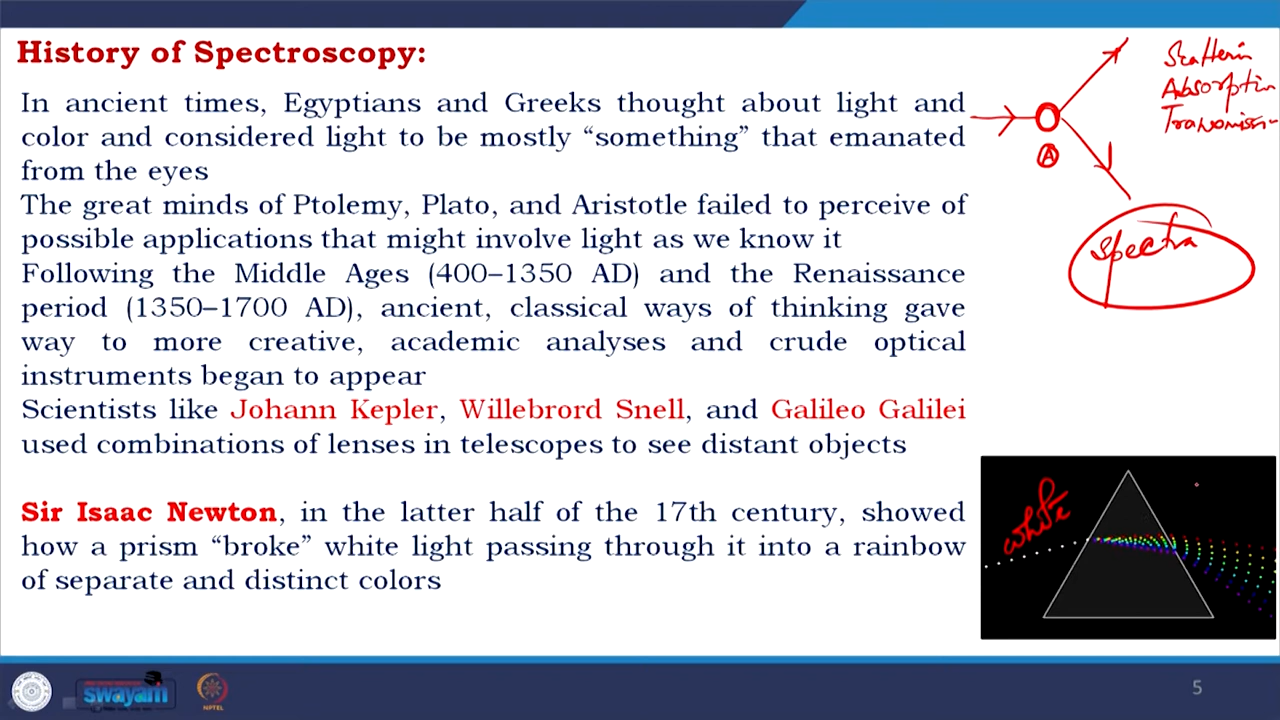 History of Spectroscopy:
In ancient times, Egyptians and Greeks thought about light and
color and considered light to be mostly “something” that emanated
from the eyes
The great minds of Ptolemy, Plato, and Aristotle failed to perceive of
possible applications that might involve light as we know it
Following the Middle Ages (400–1350 AD) and the Renaissance
period (1350–1700 AD), ancient, classical ways of thinking gave
way to more creative, academic analyses and crude optical
instruments began to appear
Scientists like Johann Kepler, Willebrord Snell, and Galileo Galilei
used combinations of lenses in telescopes to see distant objects
Sir Isaac Newton, in the latter half of the 17th century, showed
how a prism “broke” white light passing through it into a rainbow
of separate and distinct colors
A
Spectra
white
swayam
NPTEL
5